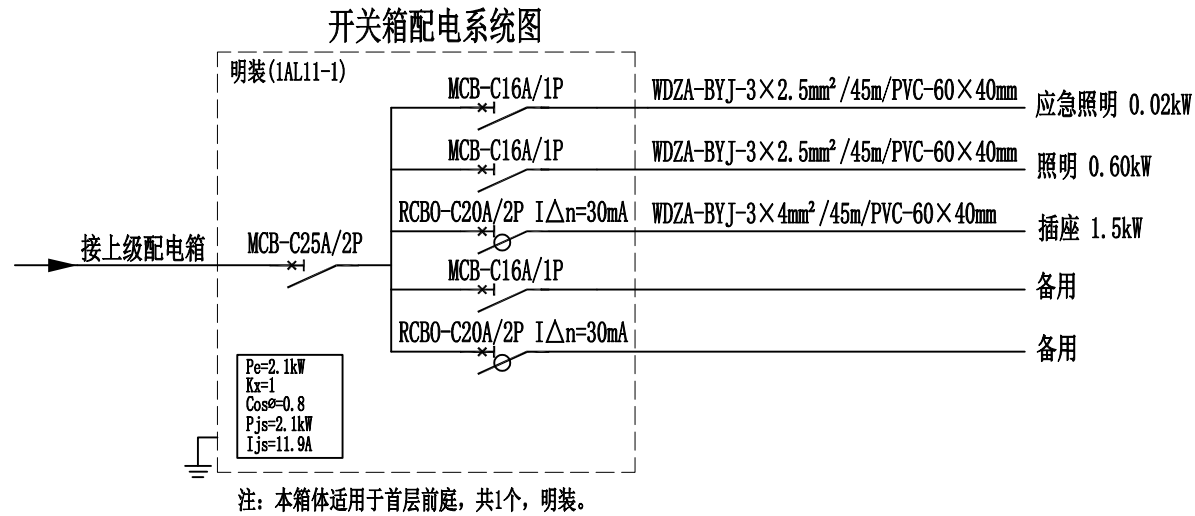 开关箱配电系统图
明装(1AL11-1)
MCB-C16A/1P
WDZA-BYJ-3×2.5mm²/45m/PVC-60×40mm
应急照明 0.02kW
MCB-C16A/1P
WDZA-BYJ-3×2.5mm²/45m/PVC-60×40mm
照明 0.60kW
RCBO-C20A/2P I△n=30mA
WDZA-BYJ-3×4mm²/45m/PVC-60×40mm
插座 1.5kW
接上级配电箱
MCB-C25A/2P
MCB-C16A/1P
备用
RCBO-C20A/2P I△n=30mA
备用
Pe=2.1kW
Kx=1
Cosø=0.8
Pjs=2.1kW
Ijs=11.9A
注：本箱体适用于首层前庭，共1个，明装。